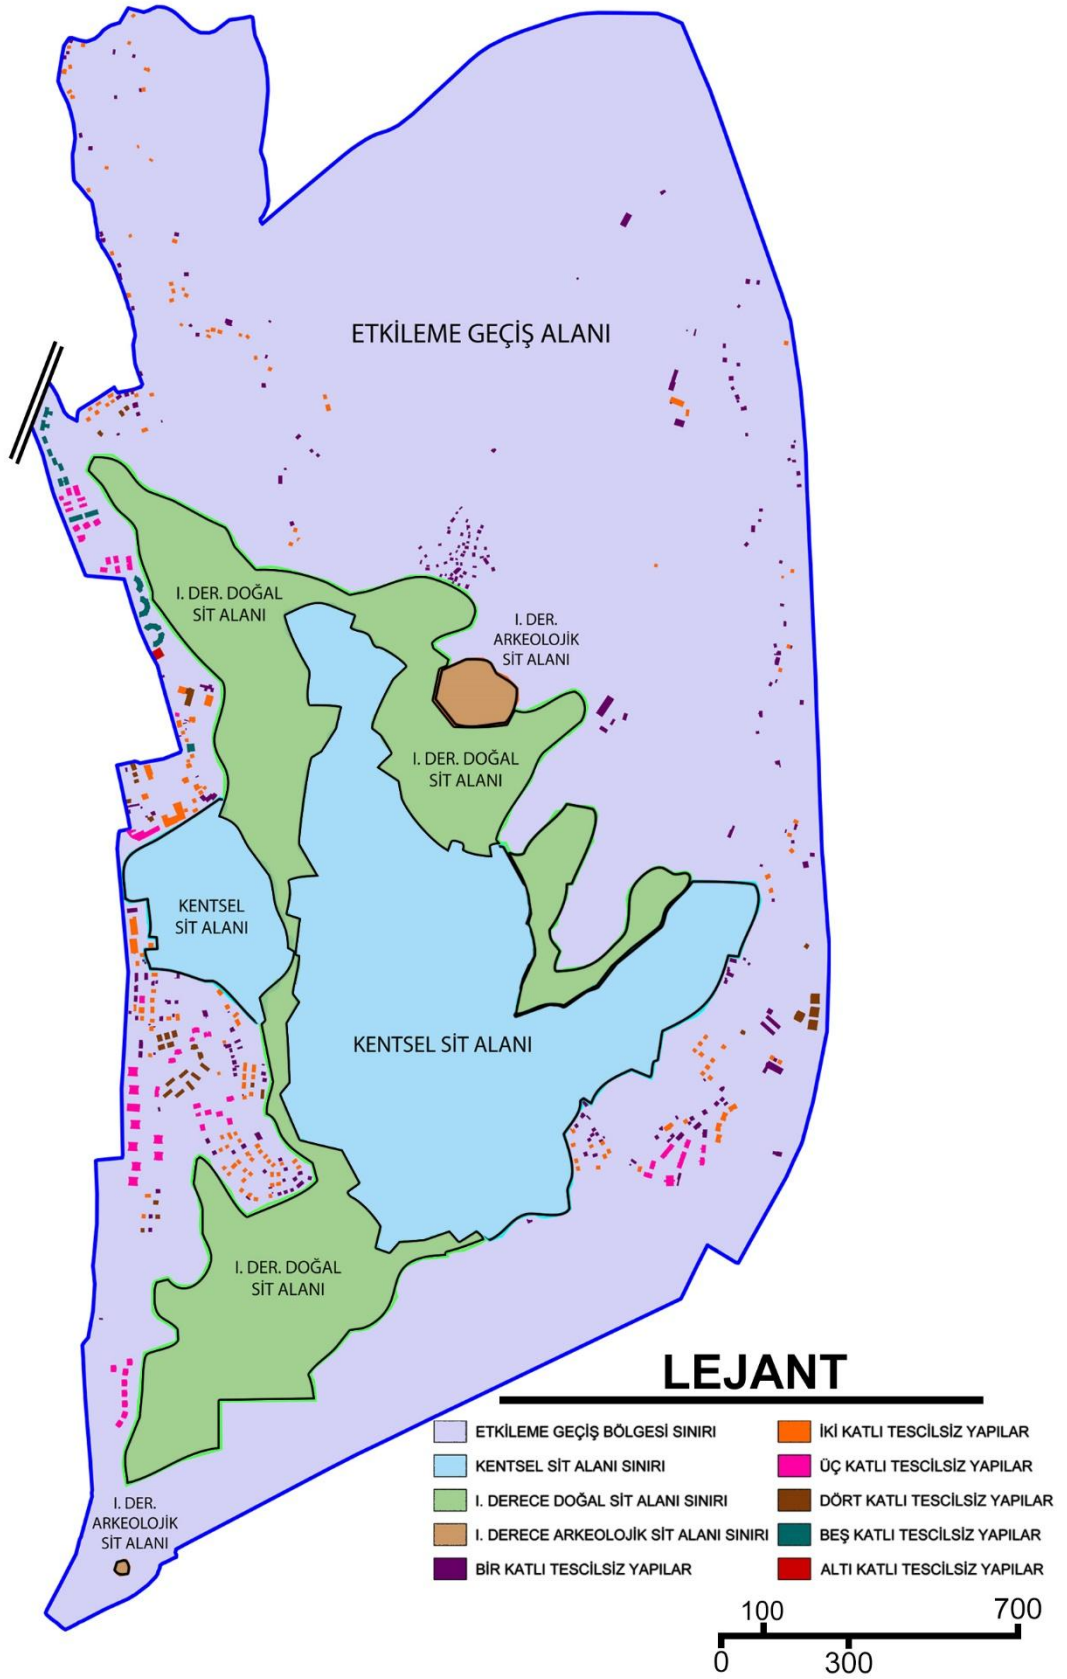 ETKİLEME GEÇİŞ ALANI
I. DER. DOĞAL
SİT ALANI
I. DER.
ARKEOLOJİK
SİT ALANI
I. DER. DOĞAL
SİT ALANI
KENTSEL
SİT ALANI
KENTSEL SİT ALANI
I. DER. DOĞAL
SİT ALANI
I. DER.
ARKEOLOJİK
SİT ALANI
LEJANT
ETKİLEME GEÇİŞ BÖLGESİ SINIRI
KENTSEL SİT ALANI SINIRI
I. DERECE DOĞAL SİT ALANI SINIRI
I. DERECE ARKEOLOJİK SİT ALANI SINIRI
BİR KATLI TESCİLSİZ YAPILAR
İKİ KATLI TESCİLSİZ YAPILAR
ÜÇ KATLI TESCİLSİZ YAPILAR
DÖRT KATLI TESCİLSİZ YAPILAR
BEŞ KATLI TESCİLSİZ YAPILAR
ALTI KATLI TESCİLSİZ YAPILAR
100 700
0 300